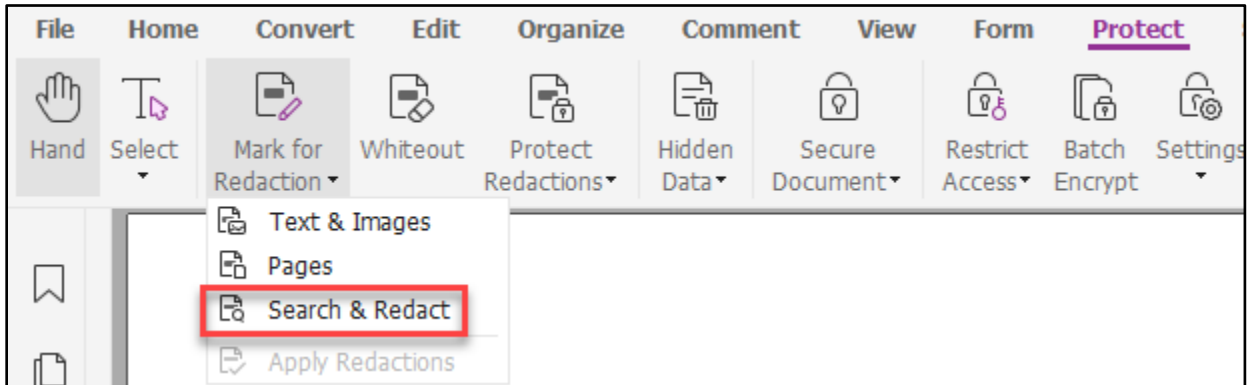 File Home Convert Edit Organize Comment View Form Protect
Hand Select Mark for Redaction Whiteout Protect Redactions Hidden Data Secure Document Restrict Access Batch Encrypt Settings
Text & Images
Pages
Search & Redact
Apply Redactions